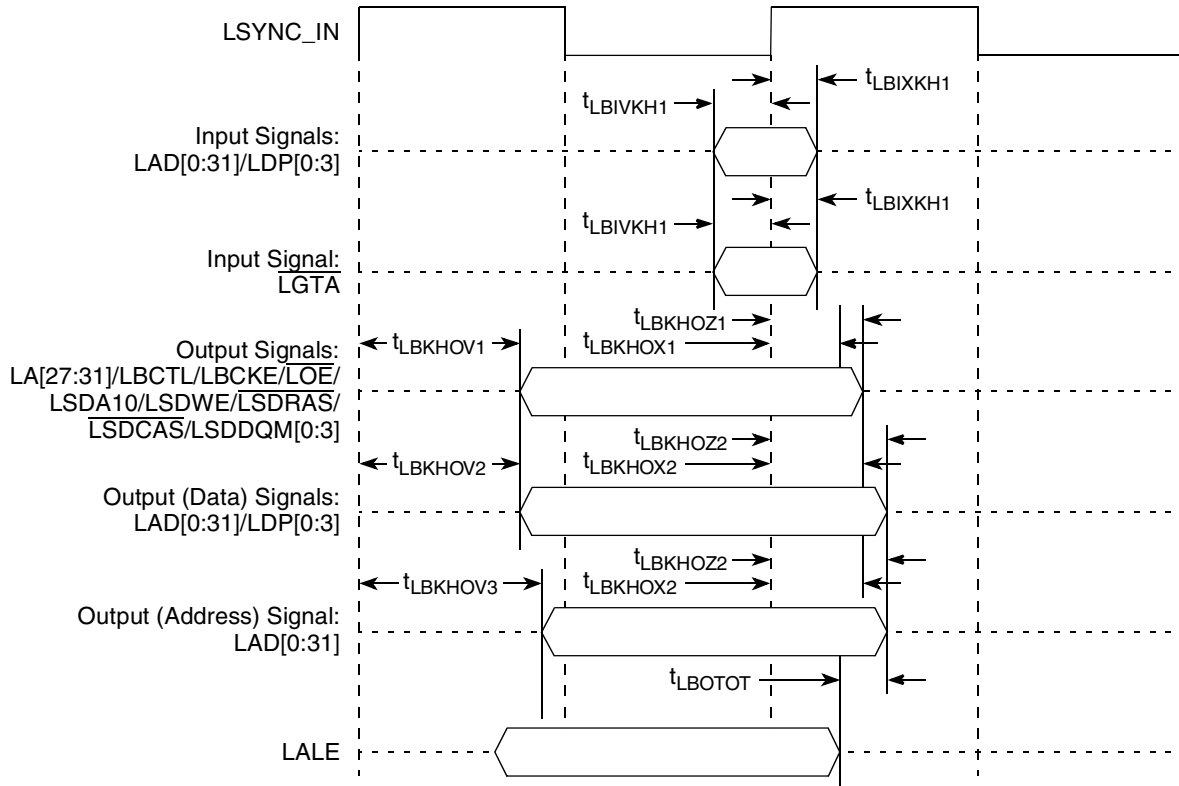 LSYNC_IN
tLBIXKH1
tLBIVKH1
Input Signals:
LAD[0:31]/LDP[0:3]
tLBIXKH1
tLBIVKH1
Input Signal:
LGTA
tLBKHOZ1
tLBKHOV1
tLBKHOX1
Output Signals:
LA[27:31]/LBCTL/LBCKE/LOE/
LSDA10/LSDWE/LSDRAS/
LSDCAS/LSDDQM[0:3]
tLBKHOZ2
tLBKHOV2
tLBKHOX2
Output (Data) Signals:
LAD[0:31]/LDP[0:3]
tLBKHOZ2
tLBKHOV3
tLBKHOX2
Output (Address) Signal:
LAD[0:31]
tLBOTOT
LALE